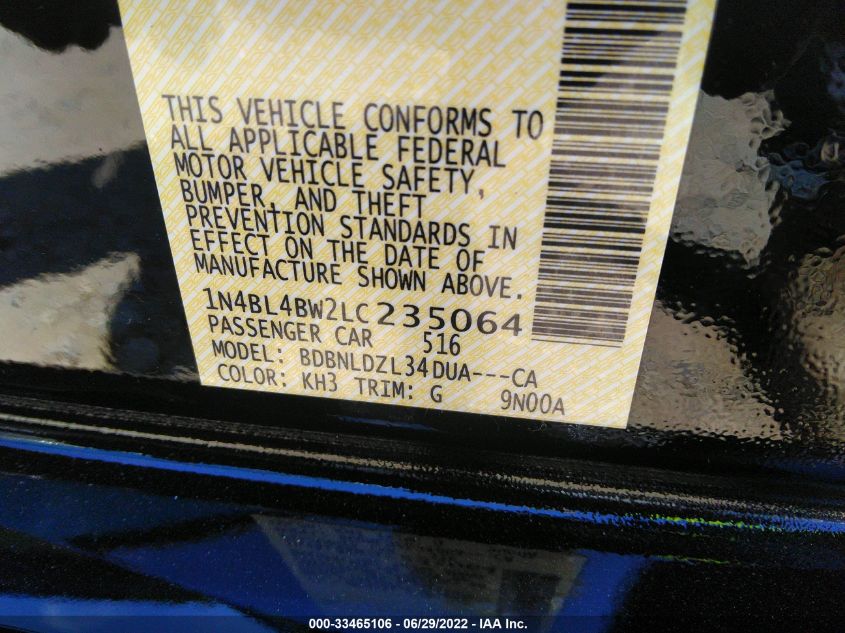 THIS VEHICLE CONFORMS TO
ALL APPLICABLE FEDERAL
MOTOR VEHICLE SAFETY,
BUMPER, AND THEFT
PREVENTION STANDARDS IN
EFFECT ON THE DATE OF
MANUFACTURE SHOWN ABOVE.
1N4BL4BW2LC235064
PASSENGER CAR 516
MODEL: BDBNLDZL34DUA---CA
COLOR: KH3 TRIM: G 9N00A
000-33465106 - 06/29/2022 - IAA Inc.